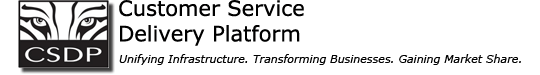 CSDP
Customer Service
Delivery Platform
Unifying Infrastructure. Transforming Businesses. Gaining Market Share.